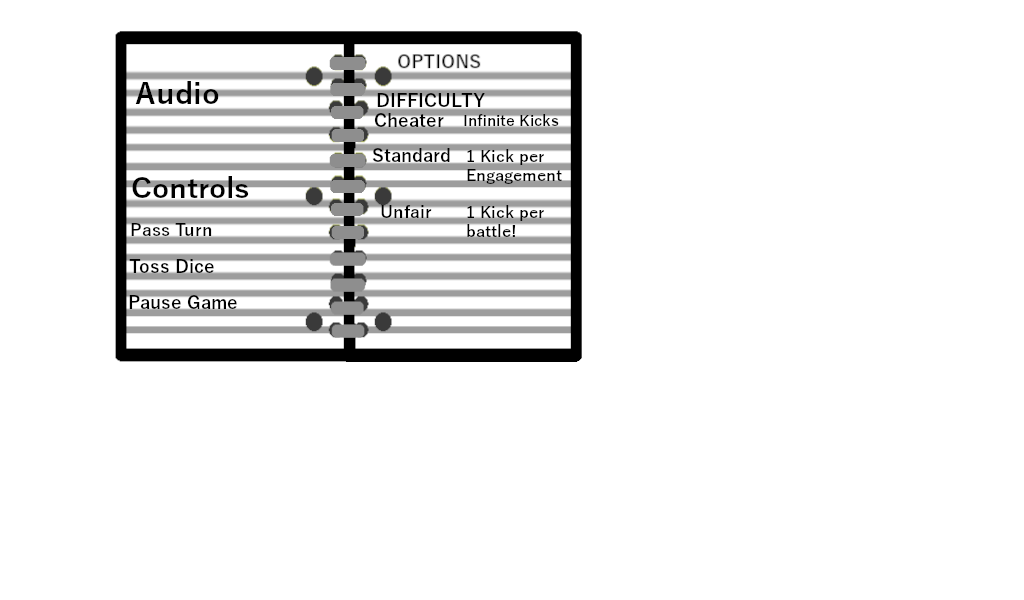 Audio
Controls
Pass Turn
Toss Dice
Pause Game
OPTIONS
DIFFICULTY
Cheater Infinite Kicks
Standard 1 Kick per
Engagement
Unfair 1 Kick per
battle!